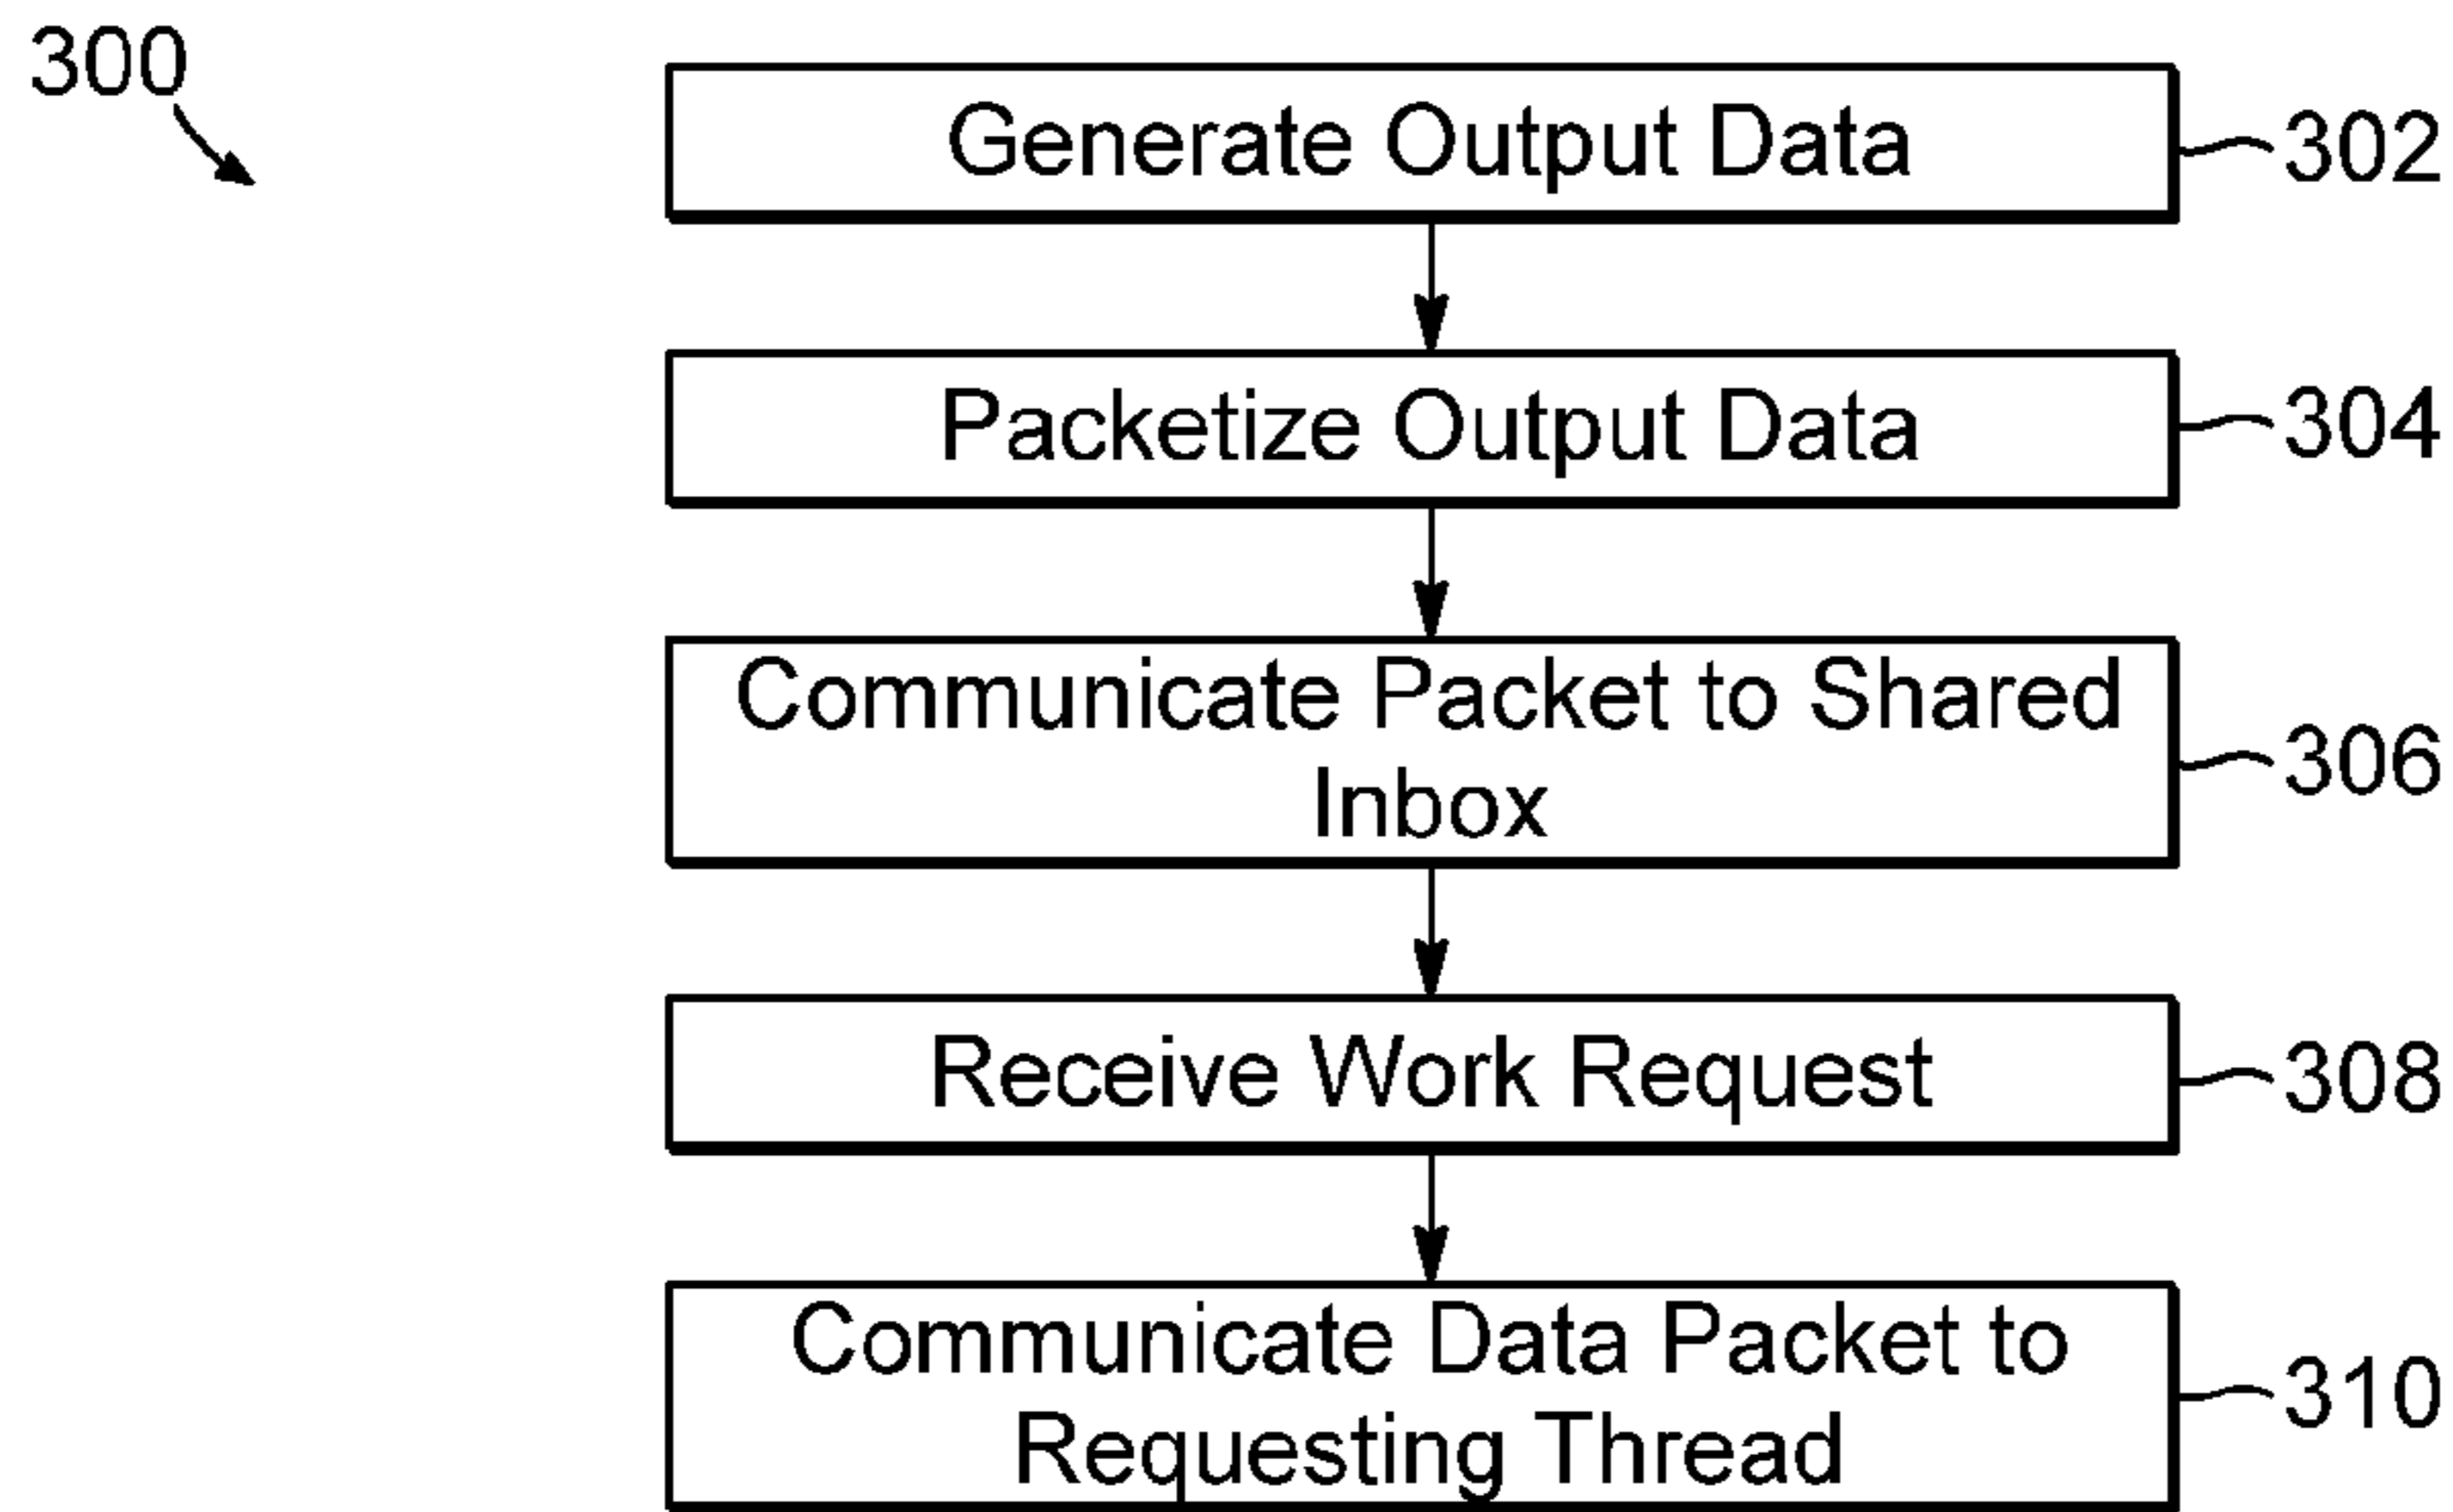 300
Generate Output Data
302
Packetize Output Data
304
Communicate Packet to Shared
Inbox
306
Receive Work Request
308
Communicate Data Packet to
Requesting Thread
310